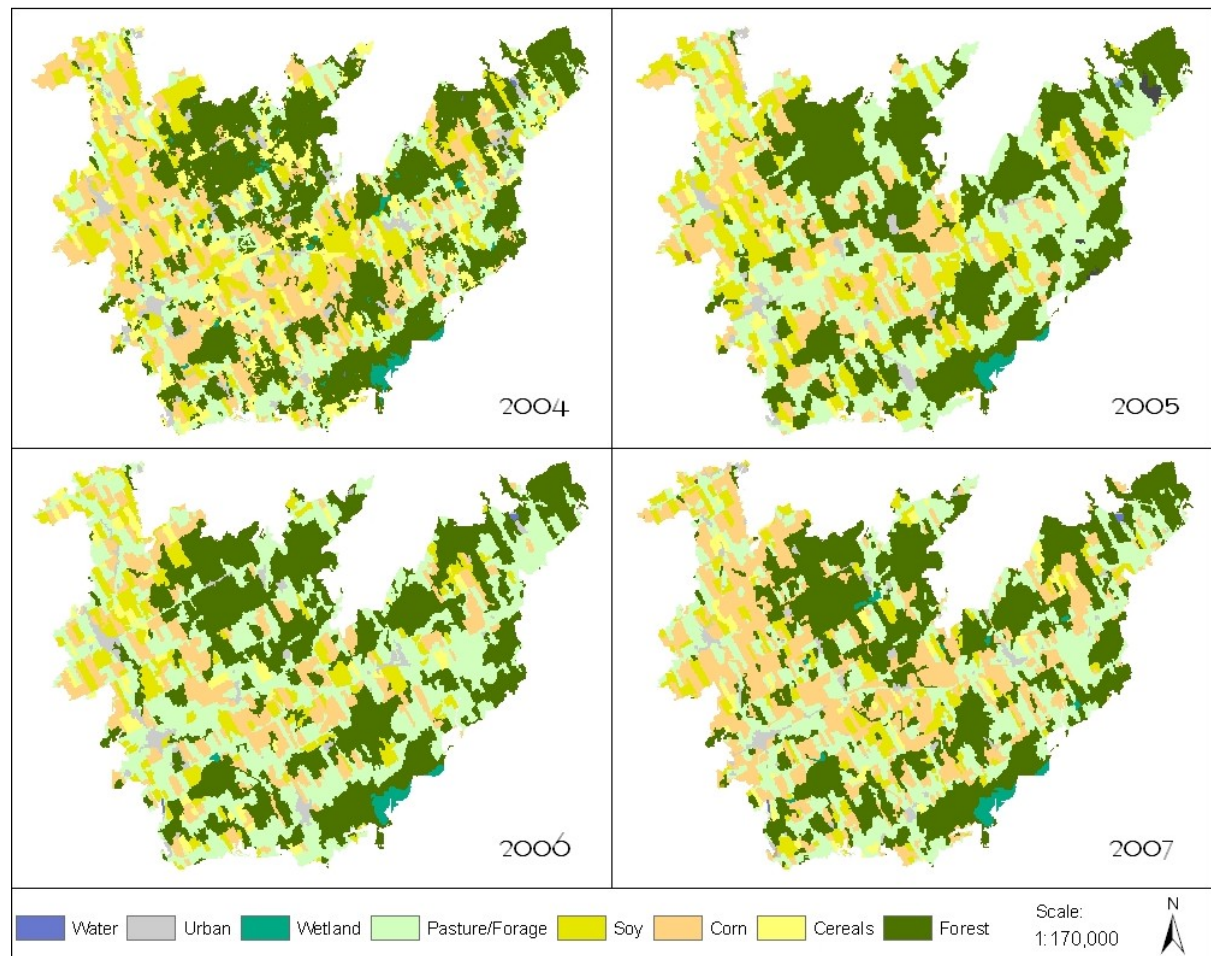 2004
2005
2006
2007
Water Urban Wetland Pasture/Forage Soy Corn Cereals Forest
Scale:
1:170,000
N